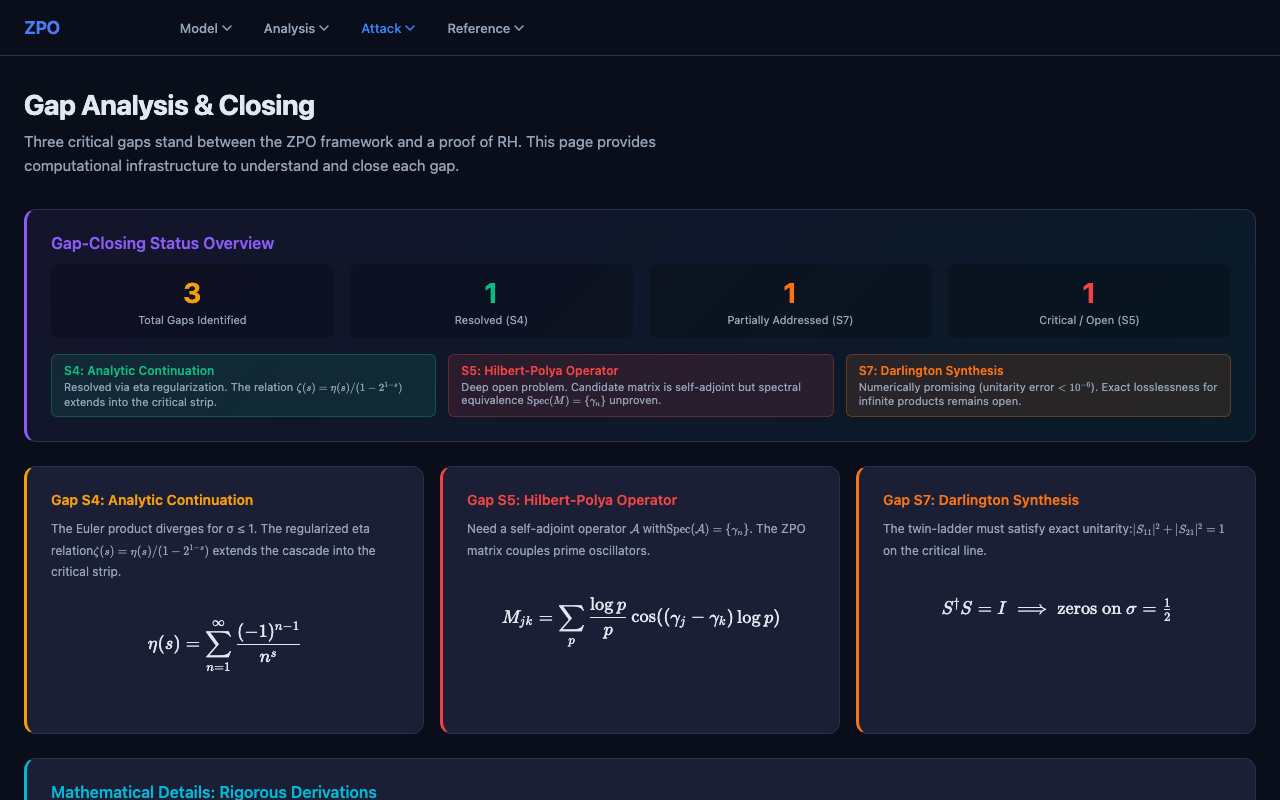 ZPO
Model
Analysis
Attack
Reference
Gap Analysis & Closing
Three critical gaps stand between the ZPO framework and a proof of RH. This page provides
computational infrastructure to understand and close each gap.
Gap-Closing Status Overview
3
Total Gaps Identified
1
Resolved (S4)
1
Partially Addressed (S7)
1
Critical / Open (S5)
S4: Analytic Continuation
Resolved via eta regularization. The relation ζ(s) = η(s)/(1 − 2^{1−s})
extends into the critical strip.
S5: Hilbert-Polya Operator
Deep open problem. Candidate matrix is self-adjoint but spectral
equivalence Spec(M) = {γₙ} unproven.
S7: Darlington Synthesis
Numerically promising (unitarity error < 10⁻⁶). Exact losslessness for
infinite products remains open.
Gap S4: Analytic Continuation
The Euler product diverges for σ ≤ 1. The regularized eta
relationζ(s) = η(s)/(1 − 2^{1−s}) extends the cascade into the
critical strip.
η(s) = ∑_{n=1}^{∞} (−1)^{n−1}/n^s
Gap S5: Hilbert-Polya Operator
Need a self-adjoint operator 𝒜 withSpec(𝒜) = {γₙ}. The ZPO
matrix couples prime oscillators.
M_{jk} = ∑_p (log p)/p cos((γ_j − γ_k) log p)
Gap S7: Darlington Synthesis
The twin-ladder must satisfy exact unitarity:|S₁₁|² + |S₂₁|² = 1
on the critical line.
S†S = I ⟹ zeros on σ = 1/2
Mathematical Details: Rigorous Derivations